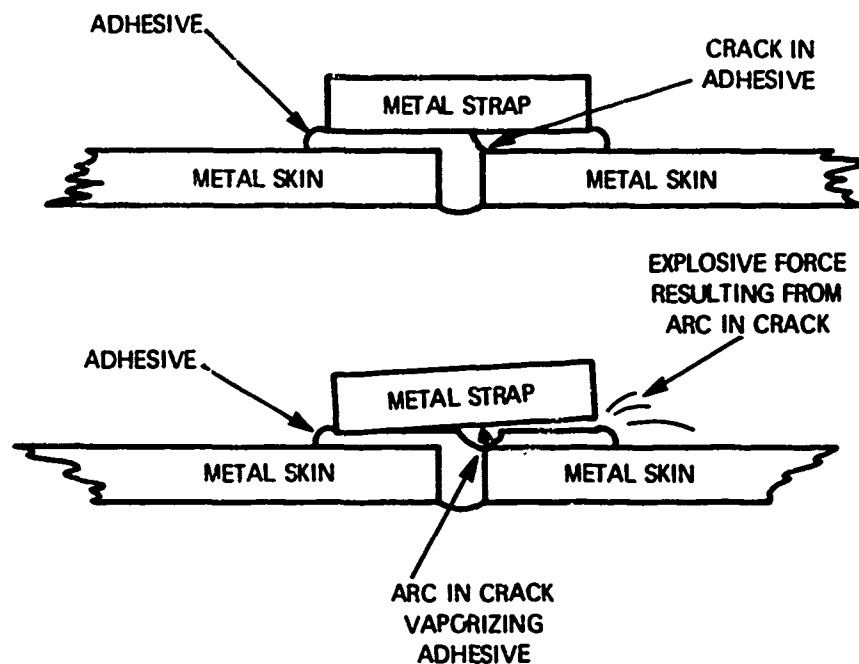 ADHESIVE
CRACK IN
ADHESIVE
METAL STRAP
METAL SKIN
METAL SKIN
EXPLOSIVE FORCE
RESULTING FROM
ARC IN CRACK
ADHESIVE
METAL STRAP
METAL SKIN
METAL SKIN
ARC IN CRACK
VAPORIZING
ADHESIVE